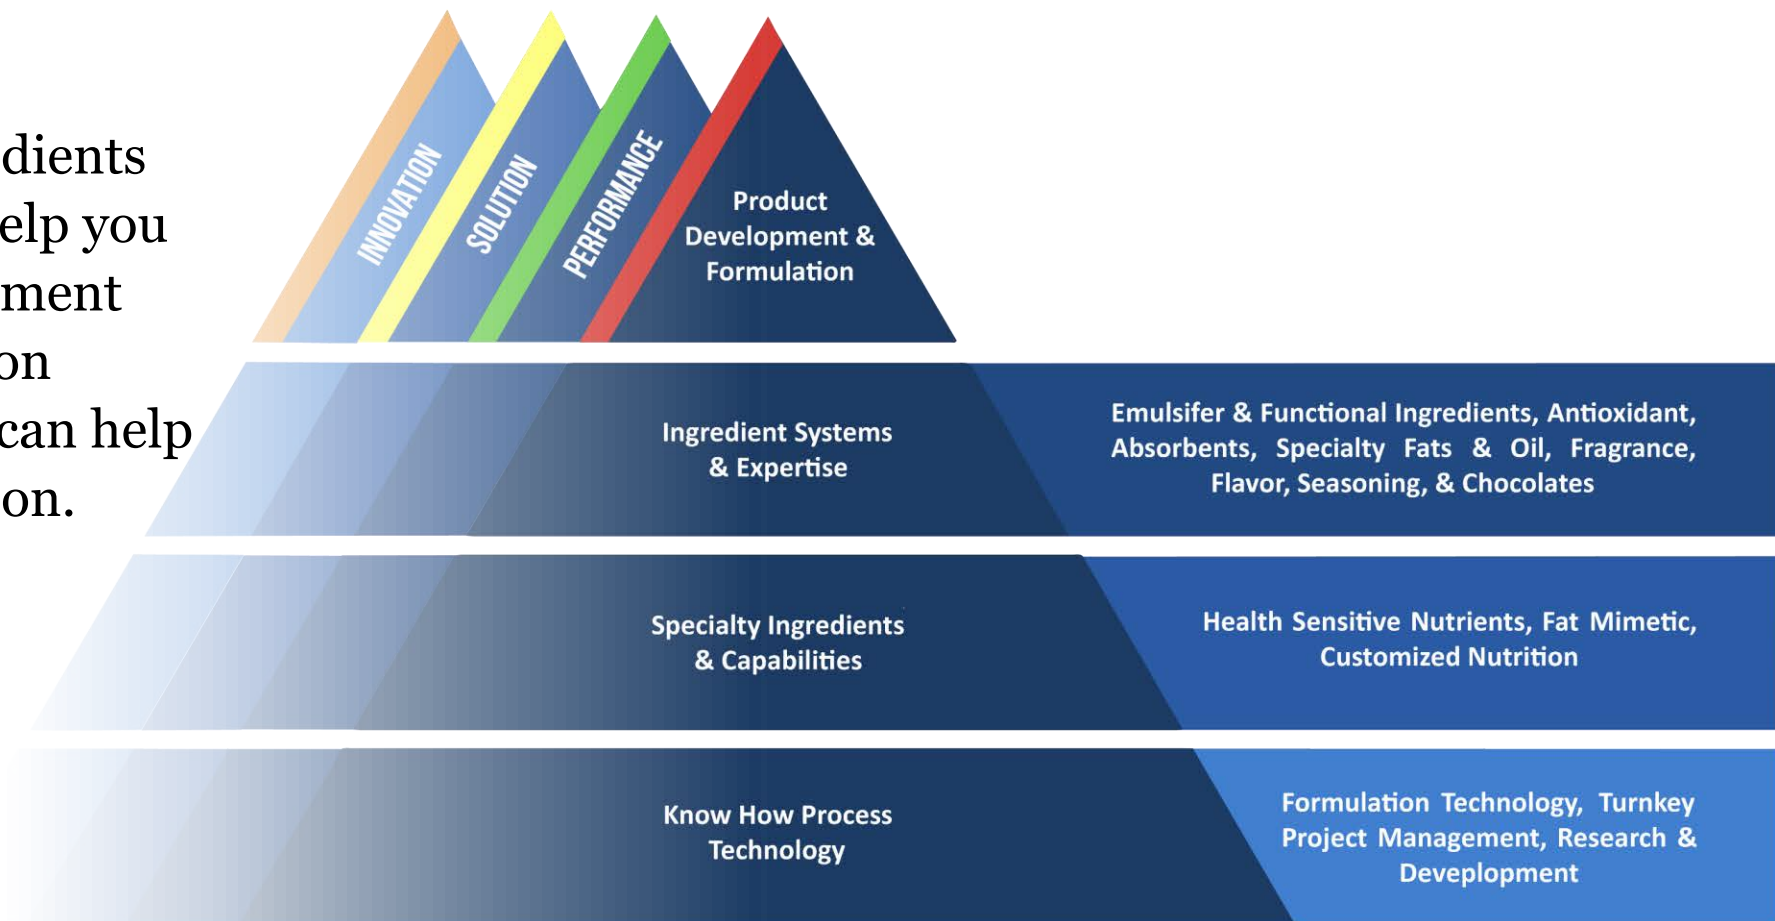 dients
elp you
ment
on
can help
on.
INNOVATION
SOLUTION
PERFORMANCE
Product
Development &
Formulation
Ingredient Systems
& Expertise
Emulsifer & Functional Ingredients, Antioxidant,
Absorbents, Specialty Fats & Oil, Fragrance,
Flavor, Seasoning, & Chocolates
Specialty Ingredients
& Capabilities
Health Sensitive Nutrients, Fat Mimetic,
Customized Nutrition
Know How Process
Technology
Formulation Technology, Turnkey
Project Management, Research &
Deveplopment